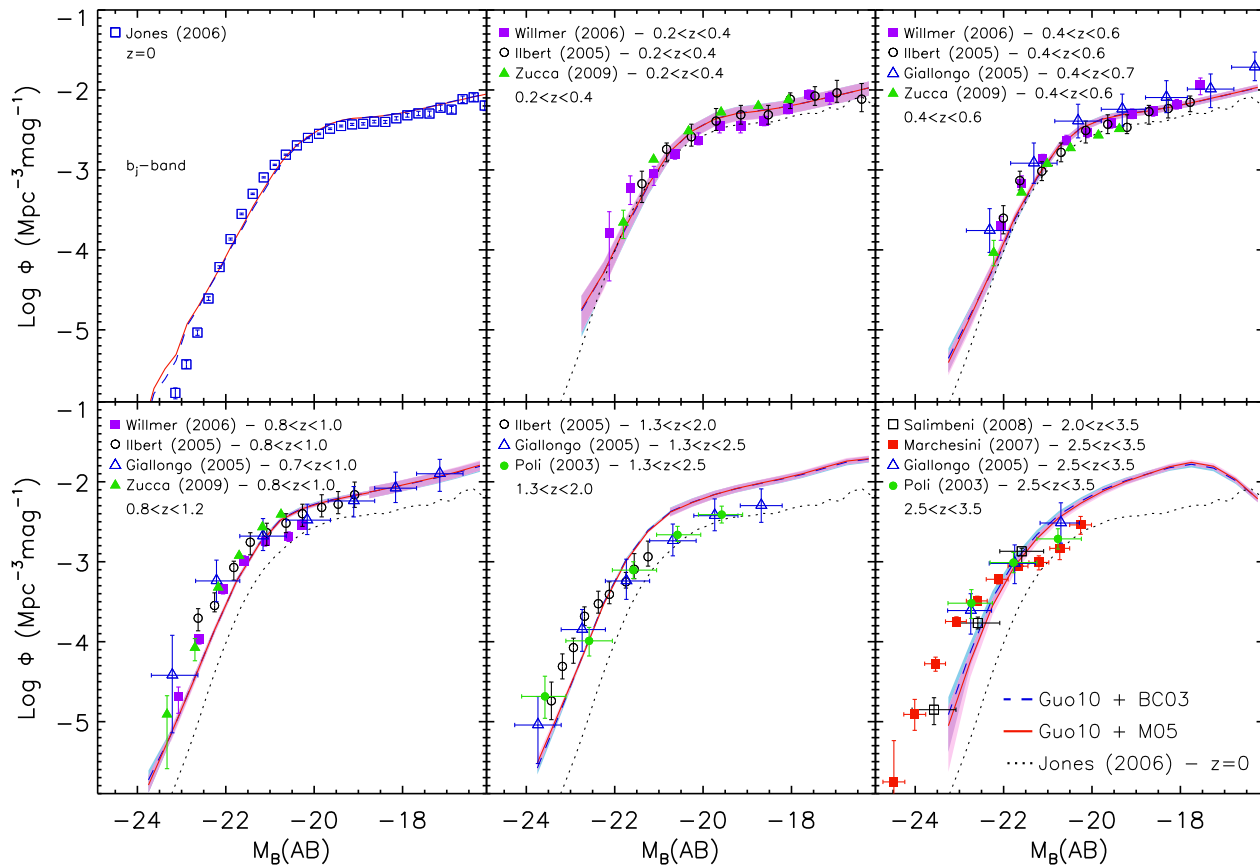 Log Φ (Mpc⁻³mag⁻¹)
−1
−2
−3
−4
−5
Jones (2006)
z=0
b_j−band
Willmer (2006) − 0.2<z<0.4
Ilbert (2005) − 0.2<z<0.4
Zucca (2009) − 0.2<z<0.4
0.2<z<0.4
Willmer (2006) − 0.4<z<0.6
Ilbert (2005) − 0.4<z<0.6
Giallongo (2005) − 0.4<z<0.7
Zucca (2009) − 0.4<z<0.6
0.4<z<0.6
Log Φ (Mpc⁻³mag⁻¹)
−1
−2
−3
−4
−5
Willmer (2006) − 0.8<z<1.0
Ilbert (2005) − 0.8<z<1.0
Giallongo (2005) − 0.7<z<1.0
Zucca (2009) − 0.8<z<1.0
0.8<z<1.2
Ilbert (2005) − 1.3<z<2.0
Giallongo (2005) − 1.3<z<2.5
Poli (2003) − 1.3<z<2.5
1.3<z<2.0
Salimbeni (2008) − 2.0<z<3.5
Marchesini (2007) − 2.5<z<3.5
Giallongo (2005) − 2.5<z<3.5
Poli (2003) − 2.5<z<3.5
2.5<z<3.5
Guo10 + BC03
Guo10 + M05
Jones (2006) − z=0
−24 −22 −20 −18
−24 −22 −20 −18
−24 −22 −20 −18
M_B(AB)
M_B(AB)
M_B(AB)